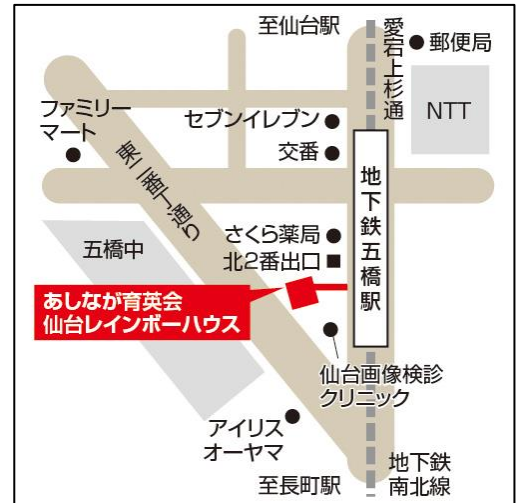 至仙台駅
愛宕上杉通
郵便局
ファミリー
マート
セブンイレブン
NTT
交番
東二番丁通り
地下鉄五橋駅
五橋中
さくら薬局
北2番出口
あしなが育英会
仙台レインボーハウス
仙台画像検診
クリニック
アイリス
オーヤマ
至長町駅
地下鉄
南北線